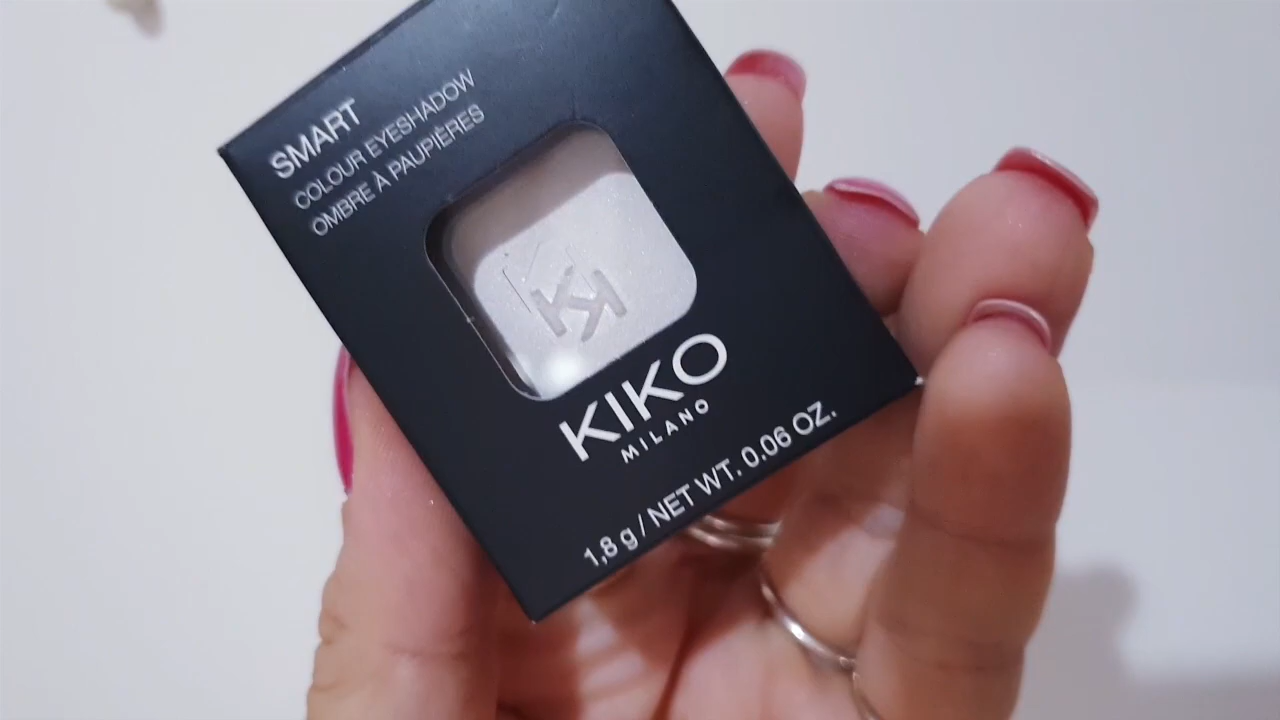 SMART
COLOUR EYESHADOW
OMBRE À PAUPIÈRES
KIKO
MILANO
1,8 g / NET WT. 0.06 OZ.